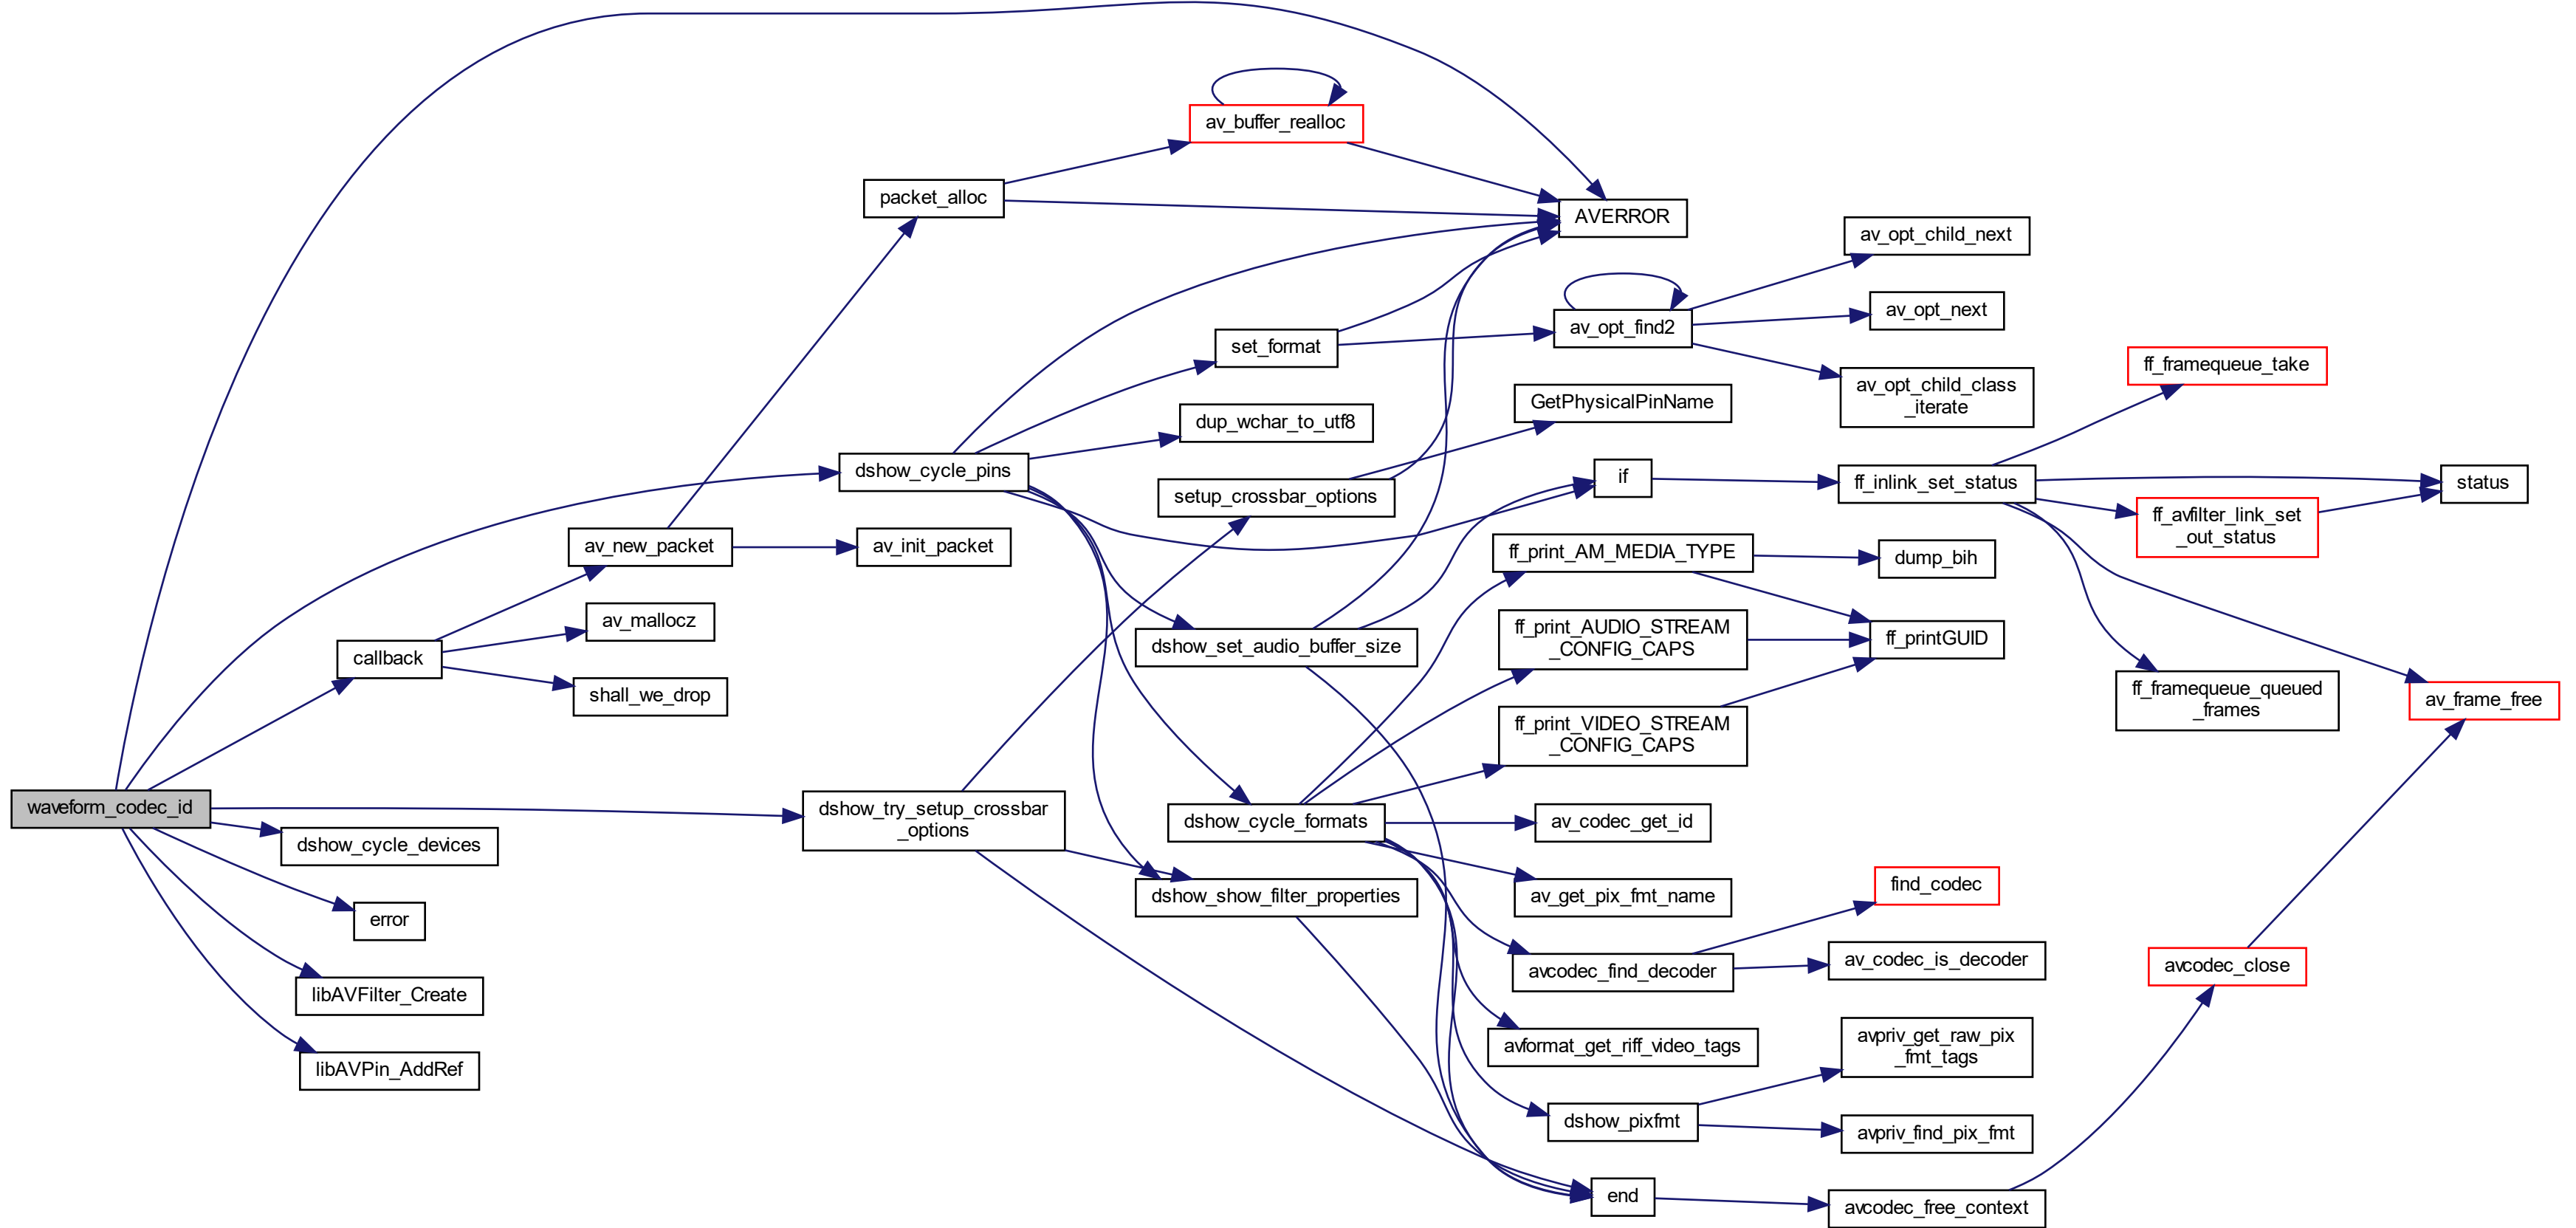 av_buffer_realloc
packet_alloc
AVERROR
av_opt_child_next
av_opt_next
av_opt_find2
set_format
ff_framequeue_take
av_opt_child_class
_iterate
GetPhysicalPinName
dup_wchar_to_utf8
dshow_cycle_pins
if
ff_inlink_set_status
status
setup_crossbar_options
ff_avfilter_link_set
_out_status
av_new_packet
av_init_packet
ff_print_AM_MEDIA_TYPE
dump_bih
av_mallocz
callback
dshow_set_audio_buffer_size
ff_print_AUDIO_STREAM
_CONFIG_CAPS
ff_printGUID
shall_we_drop
ff_framequeue_queued
_frames
av_frame_free
ff_print_VIDEO_STREAM
_CONFIG_CAPS
waveform_codec_id
dshow_try_setup_crossbar
_options
dshow_cycle_formats
av_codec_get_id
dshow_cycle_devices
find_codec
dshow_show_filter_properties
av_get_pix_fmt_name
error
avcodec_find_decoder
av_codec_is_decoder
avcodec_close
libAVFilter_Create
avformat_get_riff_video_tags
avpriv_get_raw_pix
_fmt_tags
libAVPin_AddRef
dshow_pixfmt
avpriv_find_pix_fmt
end
avcodec_free_context